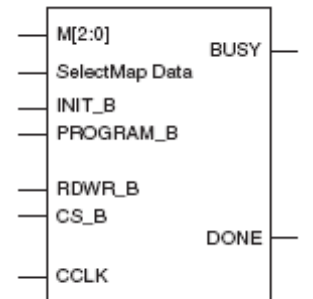 M[2:0]
BUSY
SelectMap Data
INIT_B
PROGRAM_B
RDWR_B
CS_B
DONE
CCLK